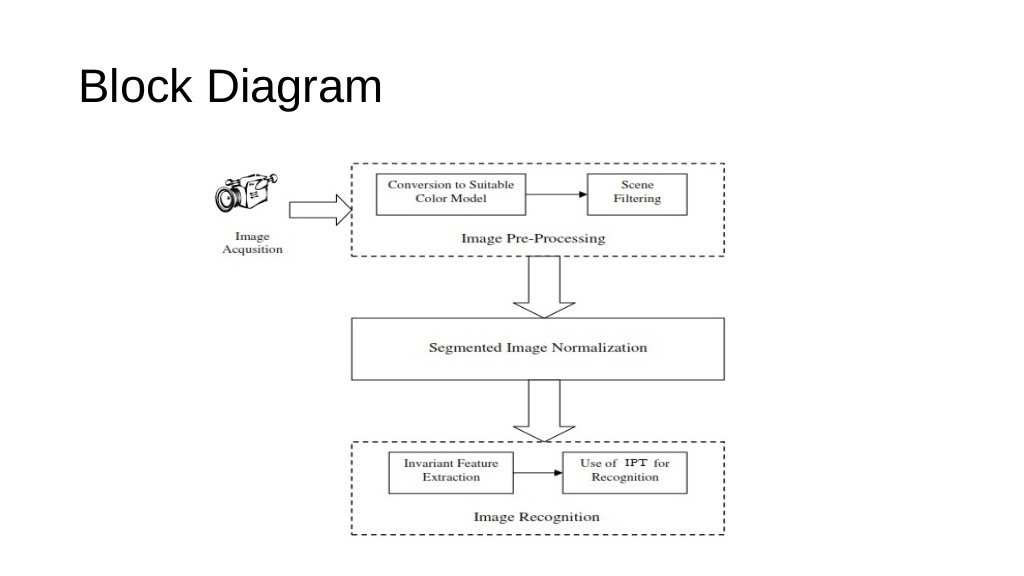 Block Diagram
Conversion to Suitable
Color Model
Scene
Filtering
Image Pre-Processing
Image
Acqusition
Segmented Image Normalization
Invariant Feature
Extraction
Use of IPT for
Recognition
Image Recognition